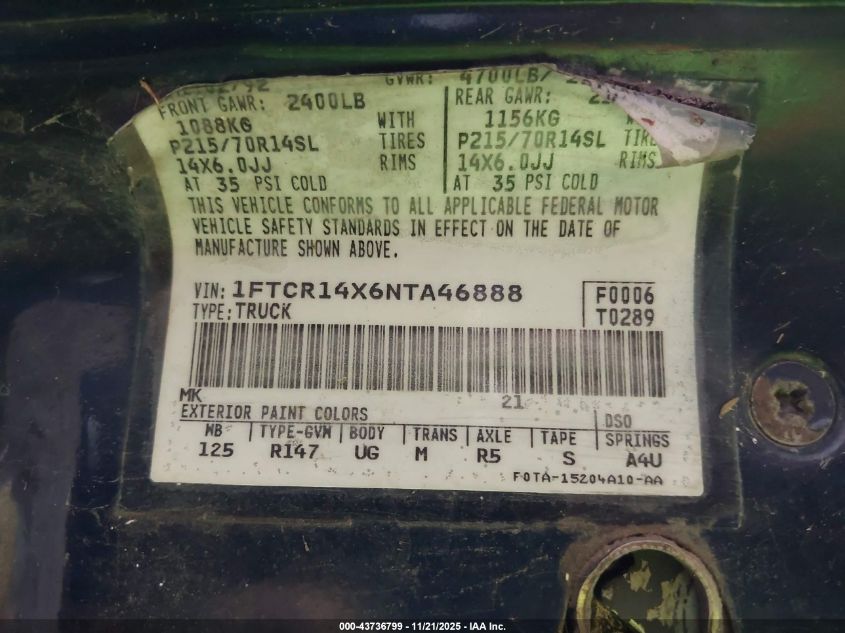 GVWR: 4700LB/
FRONT GAWR: 2400LB
REAR GAWR:
1088KG WITH
1156KG
P215/70R14SL TIRES
P215/70R14SL TIRE
14X6.0JJ RIMS
14X6.0JJ RIMS
AT 35 PSI COLD
AT 35 PSI COLD
THIS VEHICLE CONFORMS TO ALL APPLICABLE FEDERAL MOTOR
VEHICLE SAFETY STANDARDS IN EFFECT ON THE DATE OF
MANUFACTURE SHOWN ABOVE.
VIN: 1FTCR14X6NTA46888
F0006
TYPE: TRUCK
T0289
MK 21
EXTERIOR PAINT COLORS
DSO
WB TYPE-GVW BODY TRANS AXLE TAPE SPRINGS
125 R147 UG M R5 S A4U
F0TA-15204A10-AA
000-43736799 - 11/21/2025 - IAA Inc.